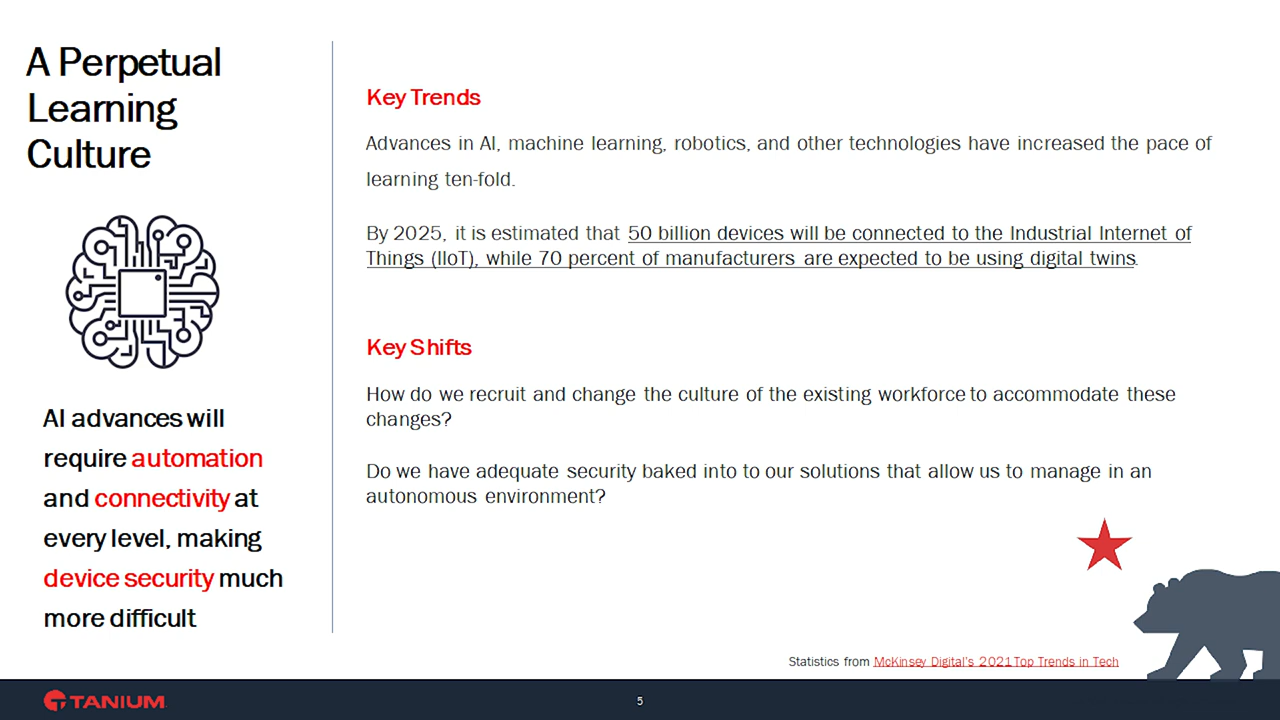 A Perpetual
Learning
Culture
AI advances will
require automation
and connectivity at
every level, making
device security much
more difficult
Key Trends
Advances in AI, machine learning, robotics, and other technologies have increased the pace of
learning ten-fold.
By 2025, it is estimated that 50 billion devices will be connected to the Industrial Internet of
Things (IIoT), while 70 percent of manufacturers are expected to be using digital twins.
Key Shifts
How do we recruit and change the culture of the existing workforce to accommodate these
changes?
Do we have adequate security baked into to our solutions that allow us to manage in an
autonomous environment?
Statistics from McKinsey Digital's 2021 Top Trends in Tech
TANIUM
5